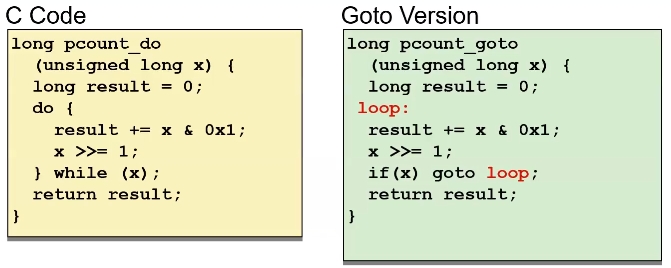 C Code
long pcount_do
  (unsigned long x) {
  long result = 0;
  do {
    result += x & 0x1;
    x >>= 1;
  } while (x);
  return result;
}
Goto Version
long pcount_goto
  (unsigned long x) {
  long result = 0;
 loop:
  result += x & 0x1;
  x >>= 1;
  if(x) goto loop;
  return result;
}